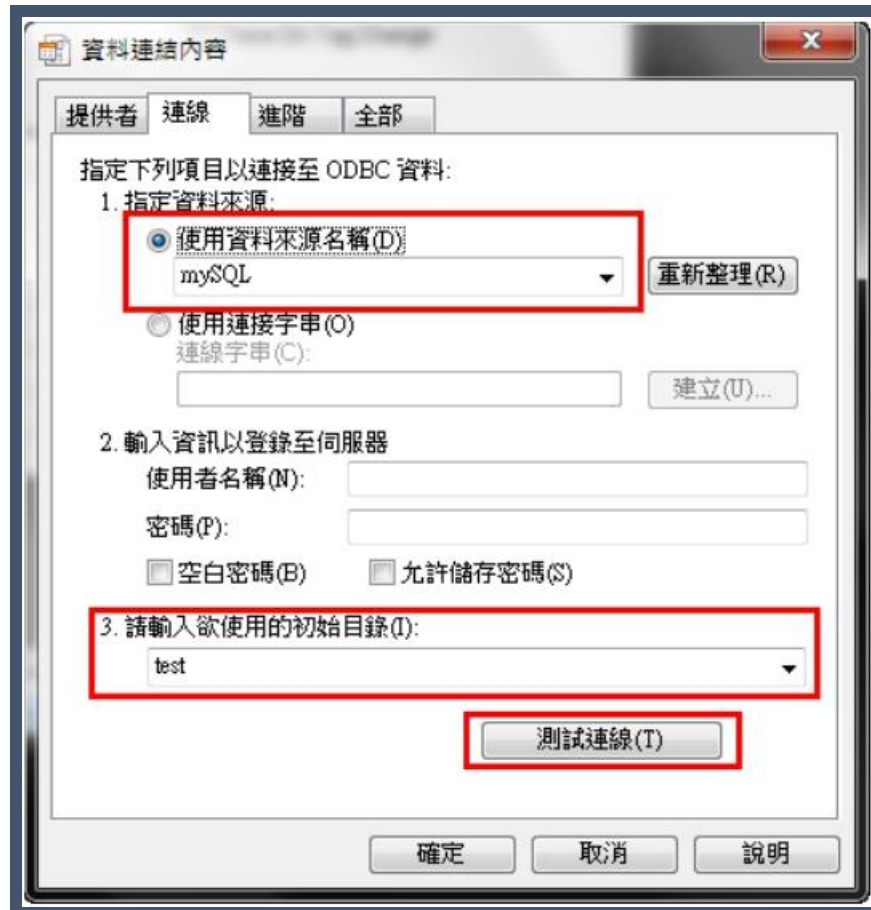 資料連結內容
提供者 連線 進階 全部
指定下列項目以連接至 ODBC 資料:
1. 指定資料來源:
使用資料來源名稱(D)
mySQL 重新整理(R)
使用連接字串(O)
連線字串(C):
建立(U)...
2. 輸入資訊以登錄至伺服器
使用者名稱(N):
密碼(P):
空白密碼(B) 允許儲存密碼(S)
3. 請輸入欲使用的初始目錄(I):
test
測試連線(T)
確定 取消 說明